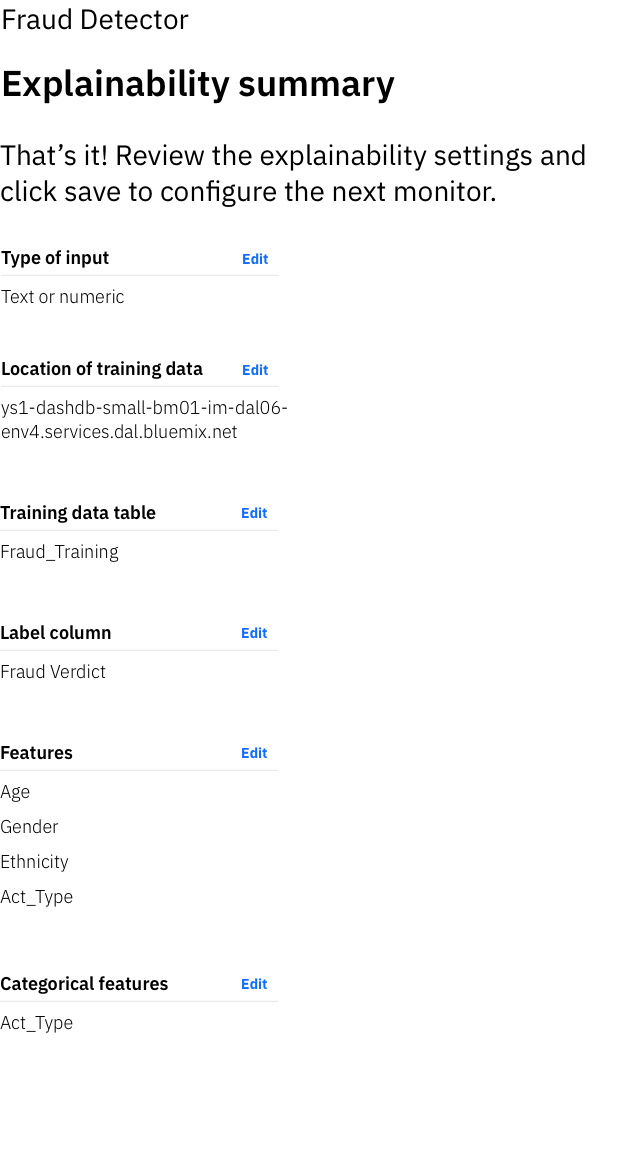 Fraud Detector
Explainability summary
That’s it! Review the explainability settings and
click save to configure the next monitor.
Type of input Edit
Text or numeric
Location of training data Edit
ys1-dashdb-small-bm01-im-dal06-
env4.services.dal.bluemix.net
Training data table Edit
Fraud_Training
Label column Edit
Fraud Verdict
Features Edit
Age
Gender
Ethnicity
Act_Type
Categorical features Edit
Act_Type